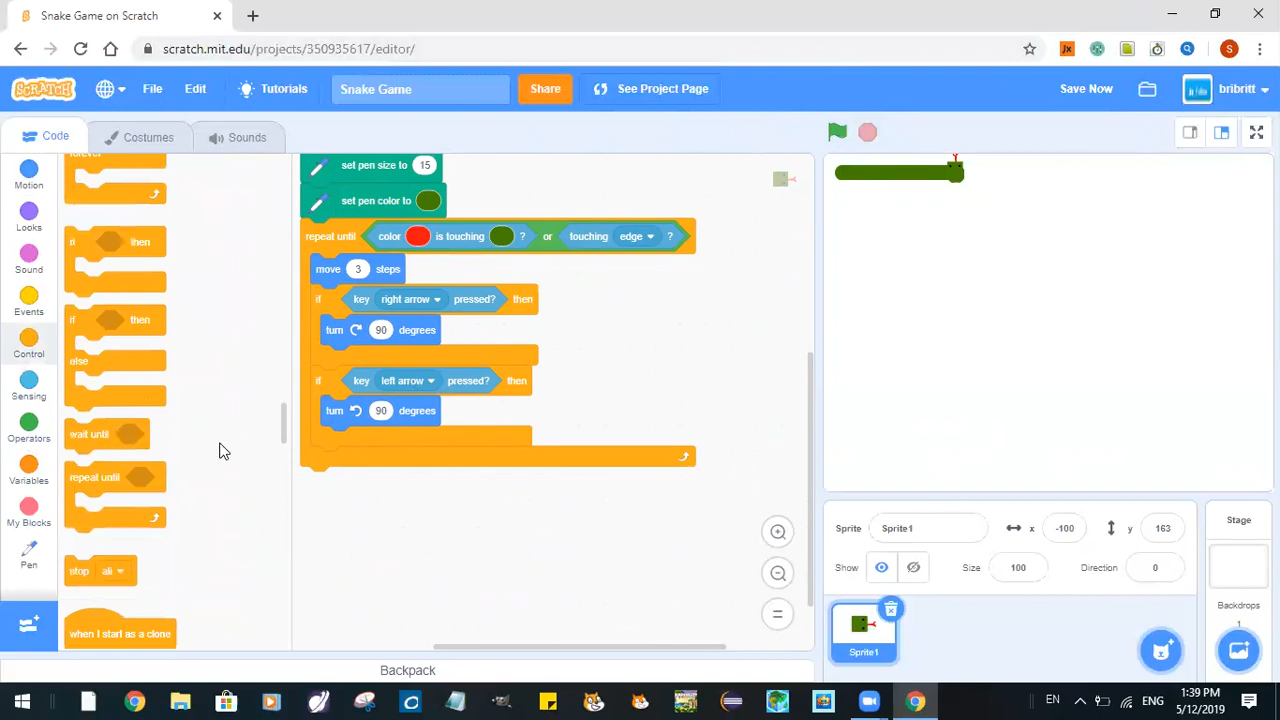 Snake Game on Scratch
scratch.mit.edu/projects/350935617/editor/
Jx
S
SCRATCH
File
Edit
Tutorials
Snake Game
Share
See Project Page
Save Now
bribritt
Code
Costumes
Sounds
Motion
Looks
Sound
Events
Control
Sensing
Operators
Variables
My Blocks
Pen
forever
then
if then
else
wait until
repeat until
stop all
when I start as a clone
set pen size to 15
set pen color to
repeat until color is touching ? or touching edge ?
move 3 steps
if key right arrow pressed? then
turn 90 degrees
if key left arrow pressed? then
turn 90 degrees
Backpack
Sprite Sprite1 x -100 y 163
Show Size 100 Direction 0
Sprite1
Stage
Backdrops
1
EN
ENG
1:39 PM
5/12/2019